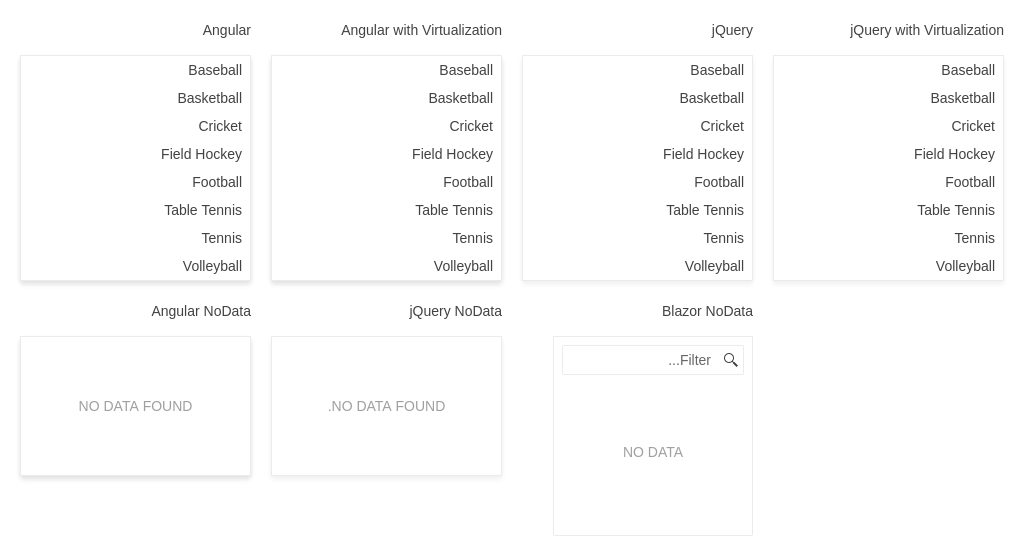 Angular
Baseball
Basketball
Cricket
Field Hockey
Football
Table Tennis
Tennis
Volleyball
Angular with Virtualization
Baseball
Basketball
Cricket
Field Hockey
Football
Table Tennis
Tennis
Volleyball
jQuery
Baseball
Basketball
Cricket
Field Hockey
Football
Table Tennis
Tennis
Volleyball
jQuery with Virtualization
Baseball
Basketball
Cricket
Field Hockey
Football
Table Tennis
Tennis
Volleyball
Angular NoData
NO DATA FOUND
jQuery NoData
.NO DATA FOUND
Blazor NoData
...Filter
NO DATA